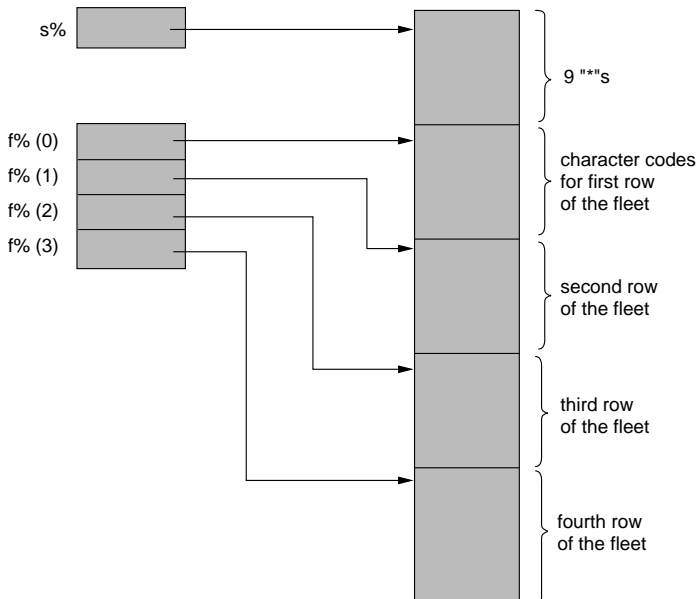 s%
9 "*"s
f% (0)
f% (1)
f% (2)
f% (3)
character codes
for first row
of the fleet
second row
of the fleet
third row
of the fleet
fourth row
of the fleet